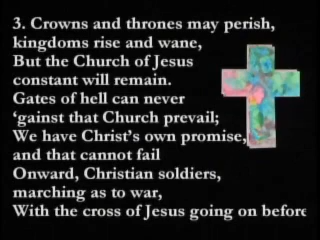 3. Crowns and thrones may perish,
kingdoms rise and wane,
But the Church of Jesus
constant will remain.
Gates of hell can never
‘gainst that Church prevail;
We have Christ’s own promise,
and that cannot fail
Onward, Christian soldiers,
marching as to war,
With the cross of Jesus going on before